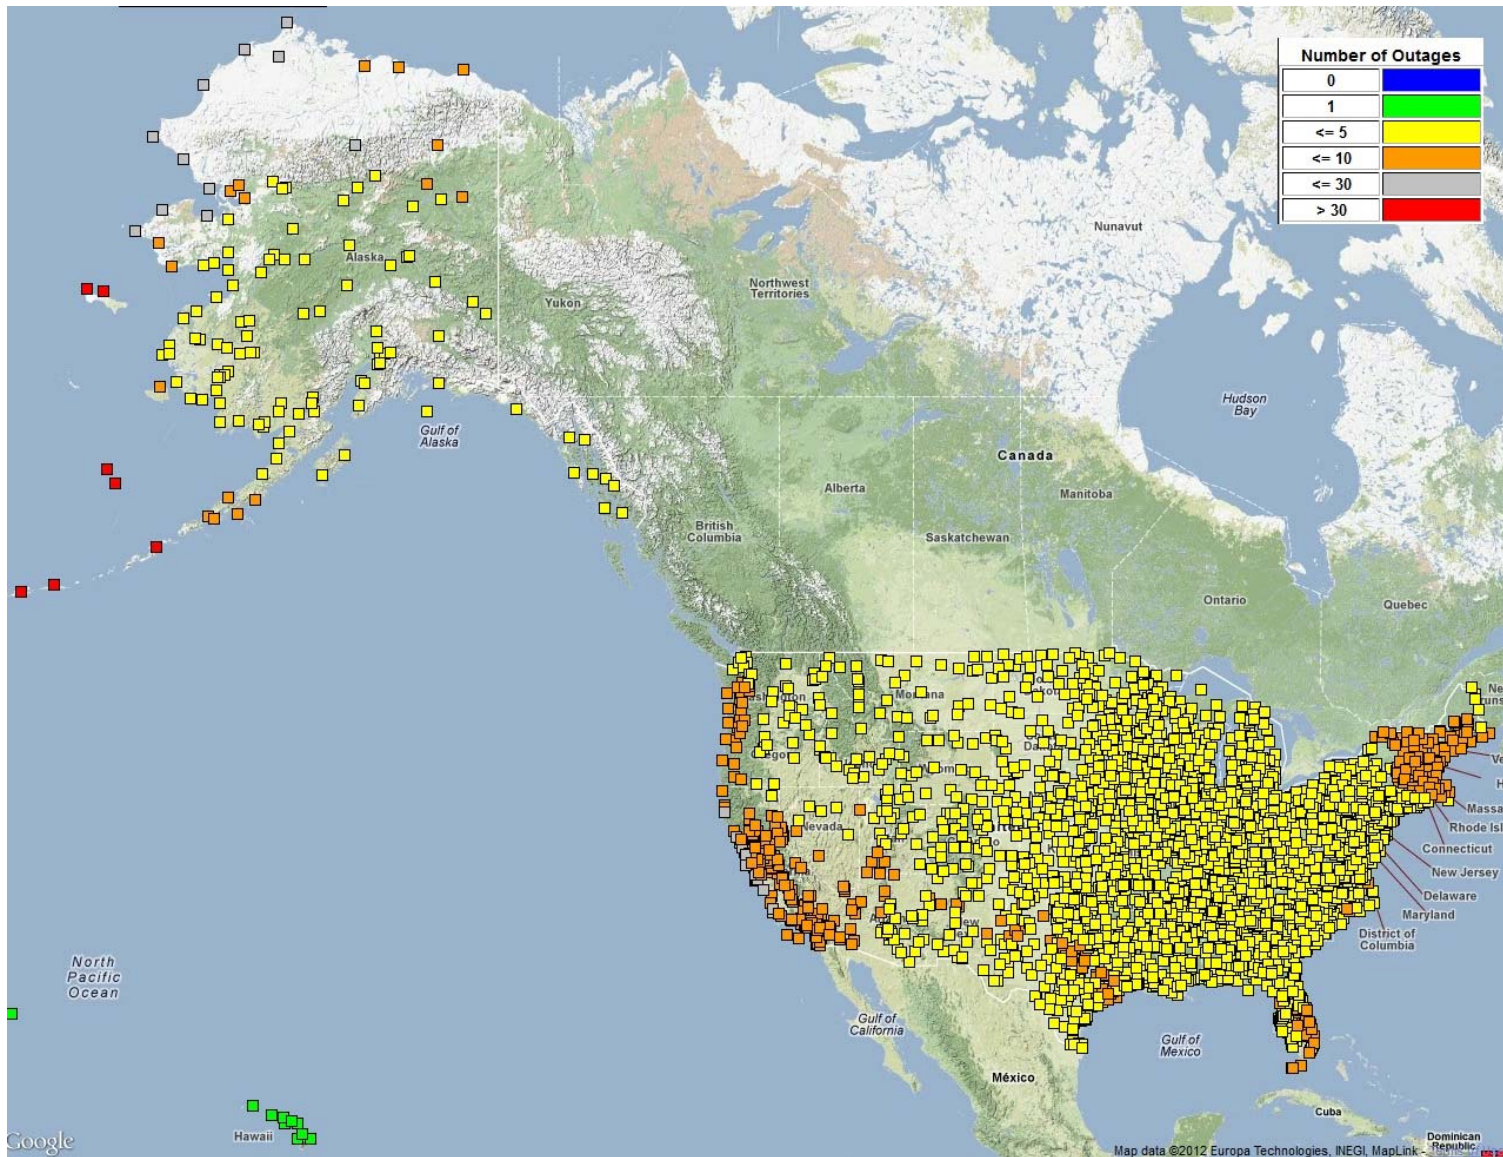 Number of Outages
0
1
<= 5
<= 10
<= 30
> 30
Nunavut
Alaska
Northwest
Territories
Yukon
Hudson
Bay
Gulf of
Alaska
Canada
Alberta
Manitoba
British
Columbia
Saskatchewan
Ontario
Quebec
Montana
Nevada
Massa
Rhode Isl
Connecticut
New Jersey
Delaware
Maryland
District of
Columbia
North
Pacific
Ocean
Gulf of
California
Gulf of
Mexico
México
Cuba
Hawaii
Dominican
Republic
Google
Map data ©2012 Europa Technologies, INEGI, MapLink -